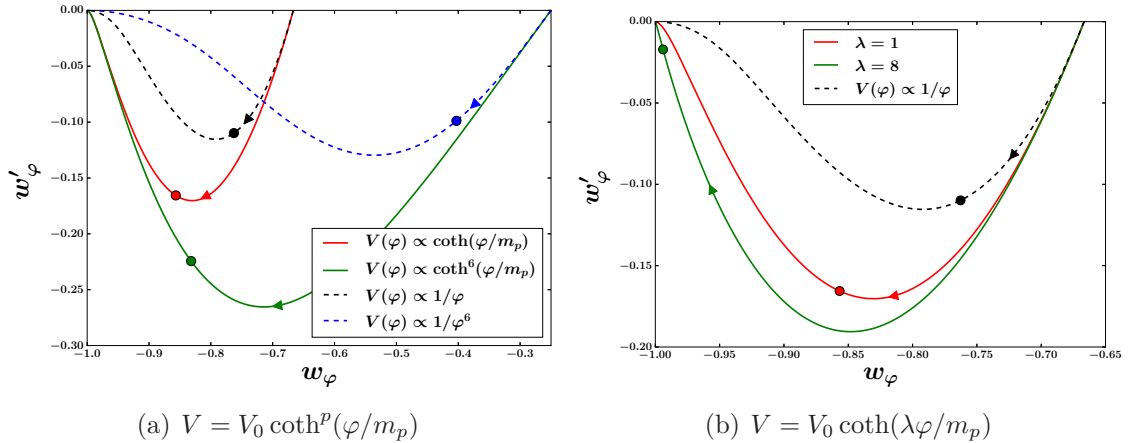 0.00
−0.05
−0.10
−0.15
−0.20
−0.25
−0.30
w′φ
−1.0
−0.9
−0.8
−0.7
−0.6
−0.5
−0.4
−0.3
wφ
V(φ) ∝ coth(φ/mp)
V(φ) ∝ coth⁶(φ/mp)
V(φ) ∝ 1/φ
V(φ) ∝ 1/φ⁶
(a) V = V₀ cothᵖ(φ/mp)
0.00
−0.05
−0.10
−0.15
−0.20
w′φ
−1.00
−0.95
−0.90
−0.85
−0.80
−0.75
−0.70
−0.65
wφ
λ = 1
λ = 8
V(φ) ∝ 1/φ
(b) V = V₀ coth(λφ/mp)